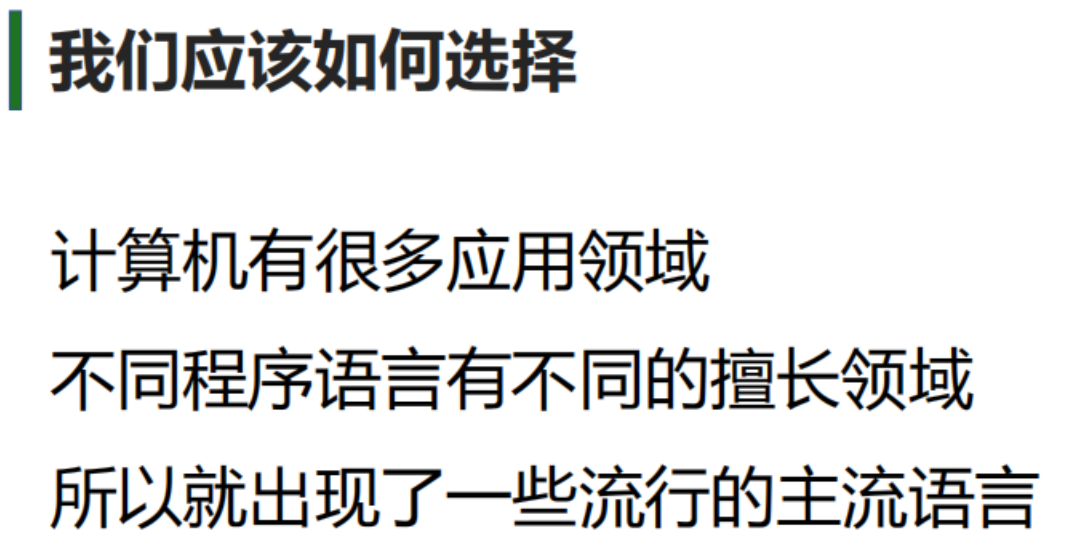 我们应该如何选择
计算机有很多应用领域
不同程序语言有不同的擅长领域
所以就出现了一些流行的主流语言